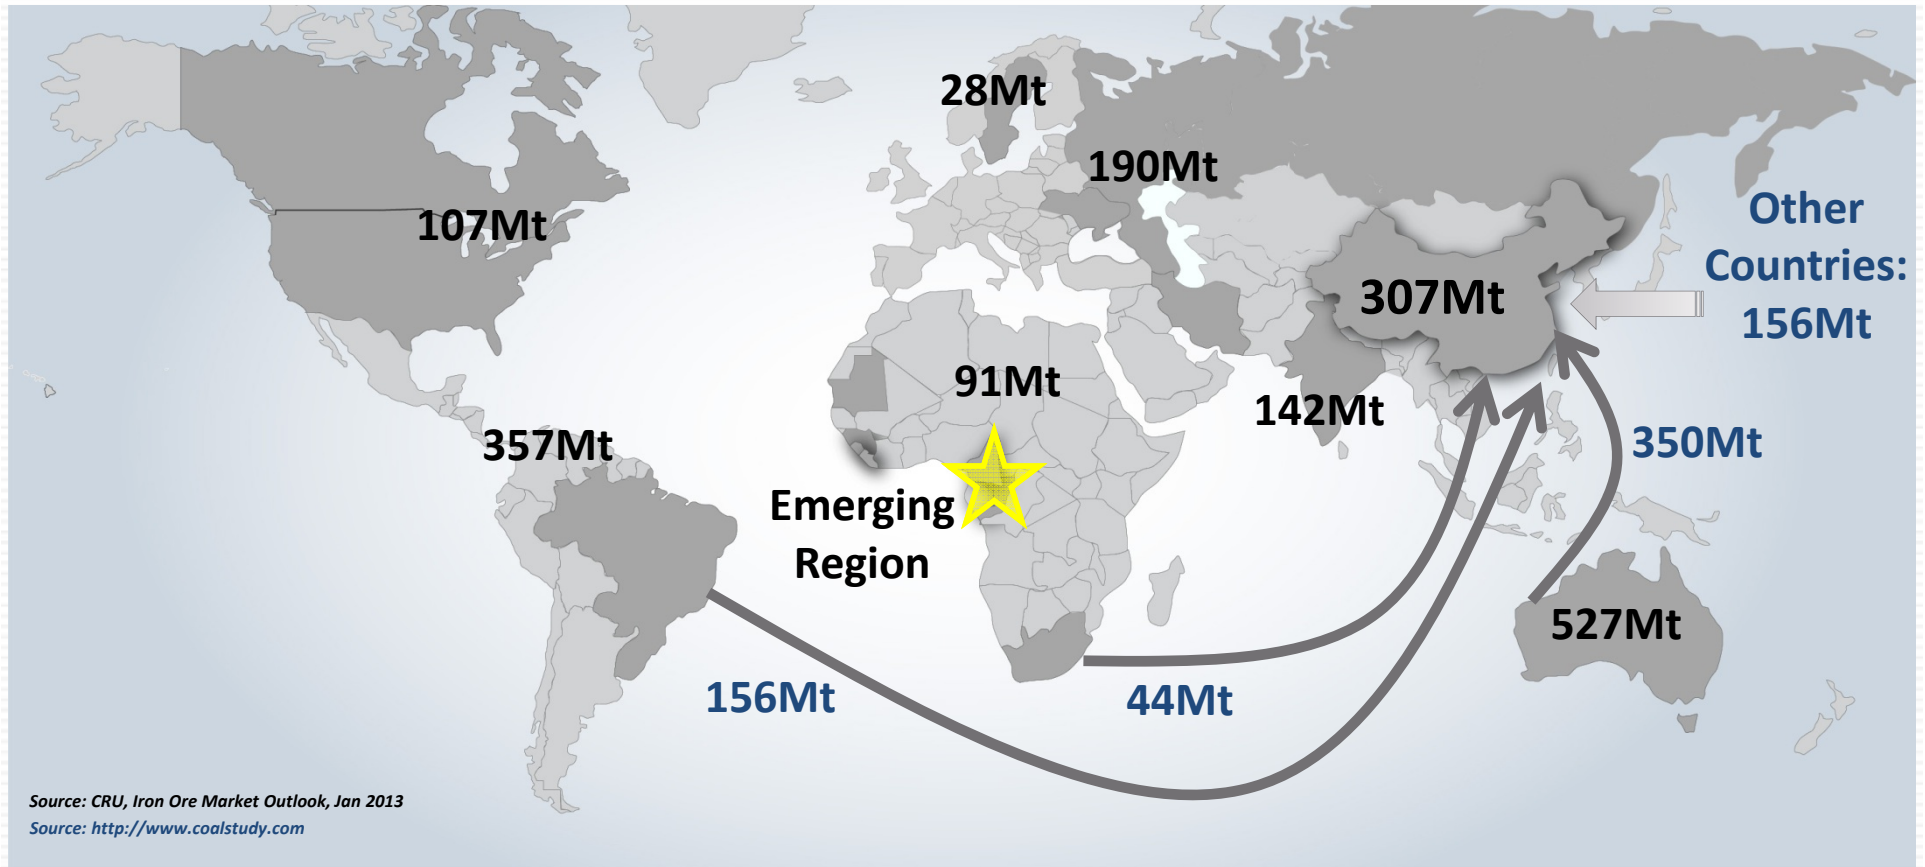 28Mt
190Mt
107Mt
Other
Countries:
156Mt
307Mt
91Mt
142Mt
357Mt
350Mt
Emerging
Region
527Mt
156Mt
44Mt
Source: CRU, Iron Ore Market Outlook, Jan 2013
Source: http://www.coalstudy.com